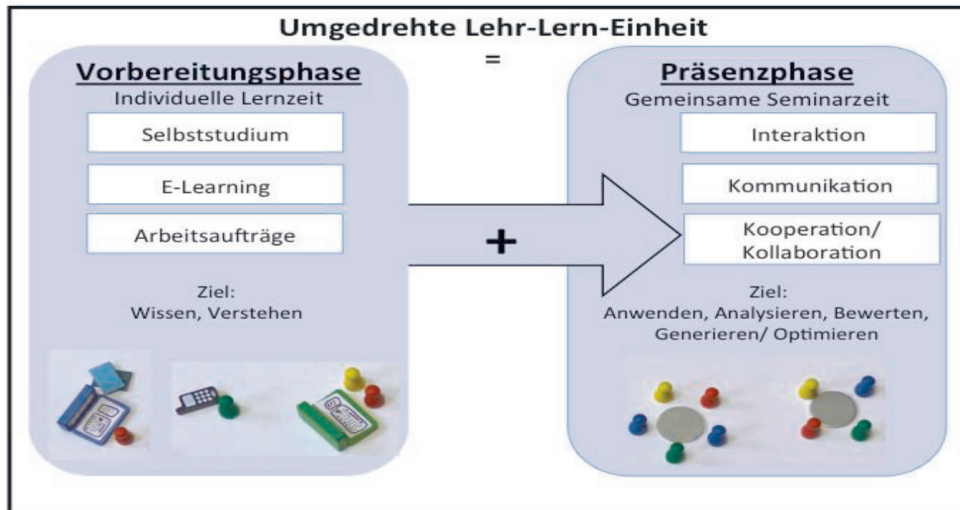 Umgedrehte Lehr-Lern-Einheit
=
Vorbereitungsphase
Individuelle Lernzeit
Selbststudium
E-Learning
Arbeitsaufträge
Ziel:
Wissen, Verstehen
+
Präsenzphase
Gemeinsame Seminarzeit
Interaktion
Kommunikation
Kooperation/
Kollaboration
Ziel:
Anwenden, Analysieren, Bewerten,
Generieren/ Optimieren